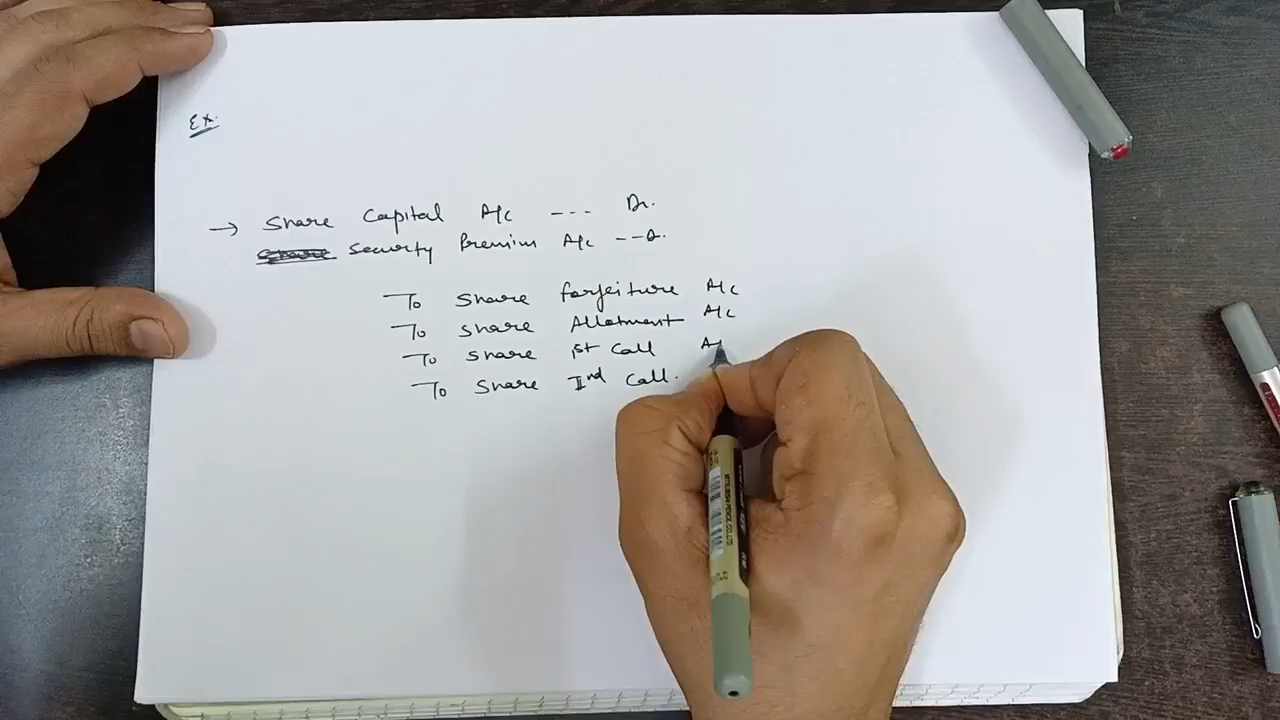 Ex.
→ Share Capital A/c --- Dr.
Security Premium A/c --- Dr.
To Share Forfeiture A/c
To Share Allotment A/c
To Share 1st Call A/
To Share IInd Call.